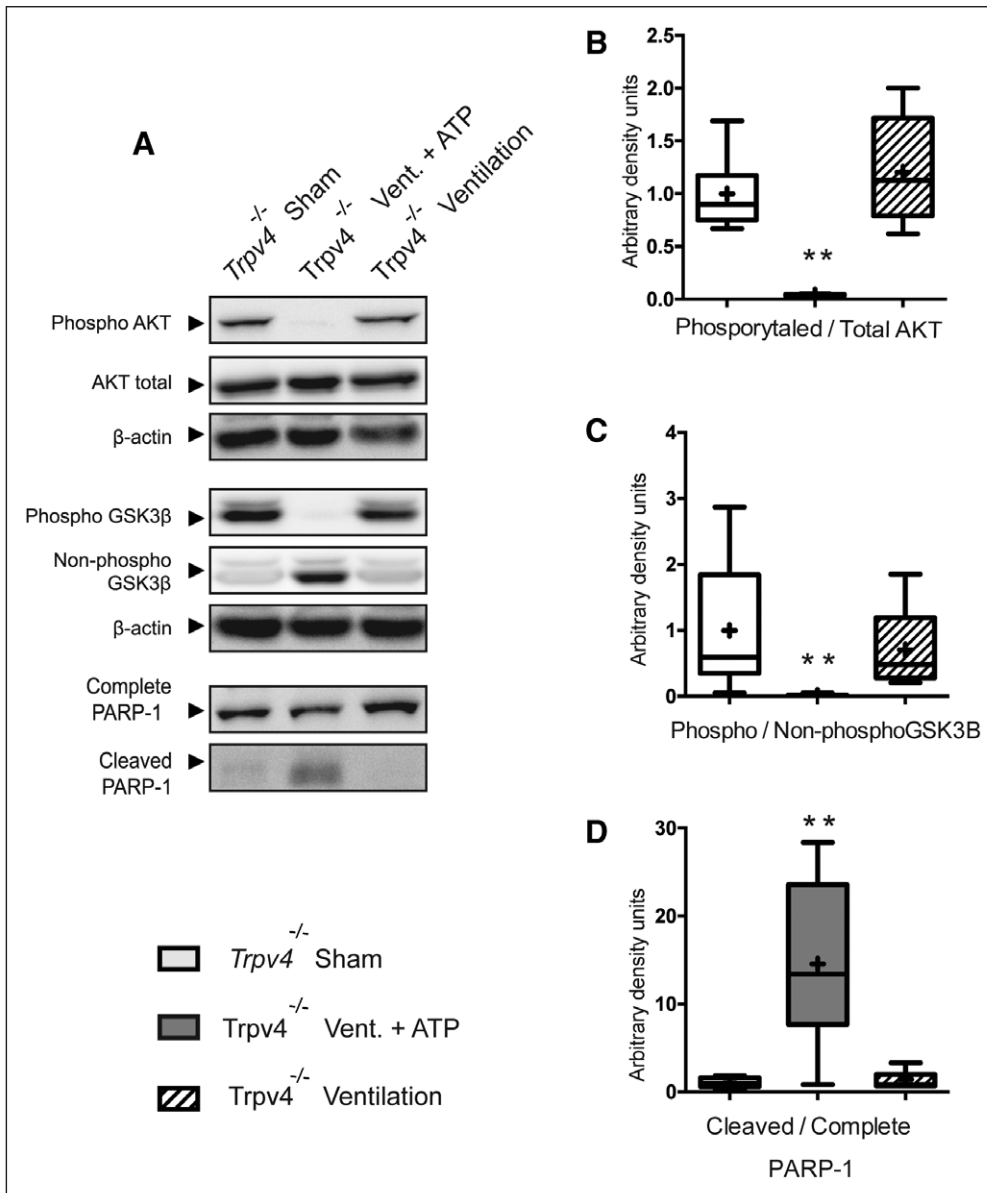 A
Trpv4 -/- Sham
Trpv4 -/- Vent. + ATP
Trpv4 -/- Ventilation
Phospho AKT
AKT total
β-actin
Phospho GSK3β
Non-phospho
GSK3β
β-actin
Complete
PARP-1
Cleaved
PARP-1
Trpv4 -/- Sham
Trpv4 -/- Vent. + ATP
Trpv4 -/- Ventilation
B
Arbitrary density units
2.5
2.0
1.5
1.0
0.5
0.0
**
Phosporytaled / Total AKT
C
Arbitrary density units
4
3
2
1
0
**
Phospho / Non-phosphoGSK3B
D
Arbitrary density units
30
20
10
0
**
Cleaved / Complete
PARP-1